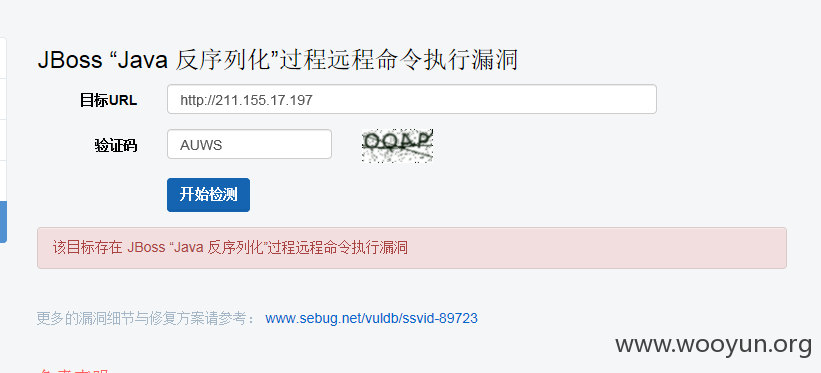 JBoss “Java 反序列化”过程远程命令执行漏洞
目标URL http://211.155.17.197
验证码 AUWS OQAP
开始检测
该目标存在 JBoss “Java 反序列化”过程远程命令执行漏洞
更多的漏洞细节与修复方案请参考： www.sebug.net/vuldb/ssvid-89723
www.wooyun.org